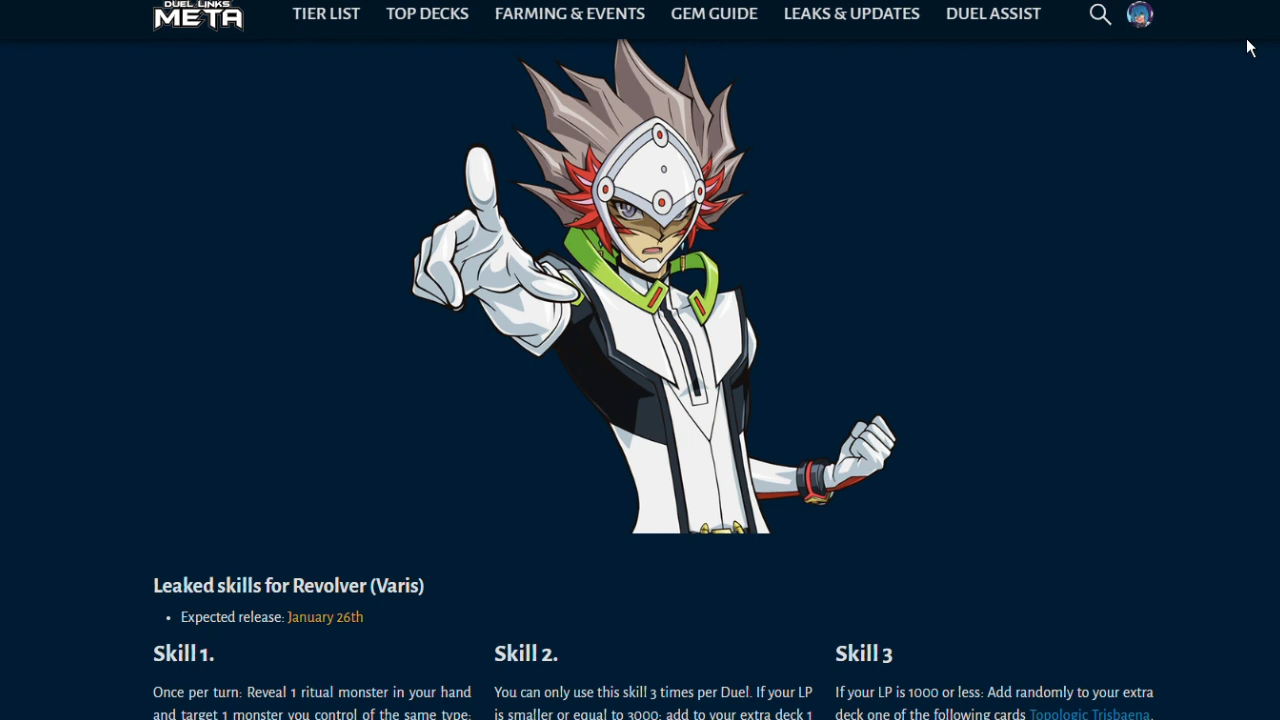 DUEL LINKS
META
TIER LIST TOP DECKS FARMING & EVENTS GEM GUIDE LEAKS & UPDATES DUEL ASSIST
Leaked skills for Revolver (Varis)
• Expected release: January 26th
Skill 1.
Once per turn: Reveal 1 ritual monster in your hand
and target 1 monster you control of the same type;
Skill 2.
You can only use this skill 3 times per Duel. If your LP
is smaller or equal to 3000: add to your extra deck 1
Skill 3
If your LP is 1000 or less: Add randomly to your extra
deck one of the following cards Topologic Trisbaena,